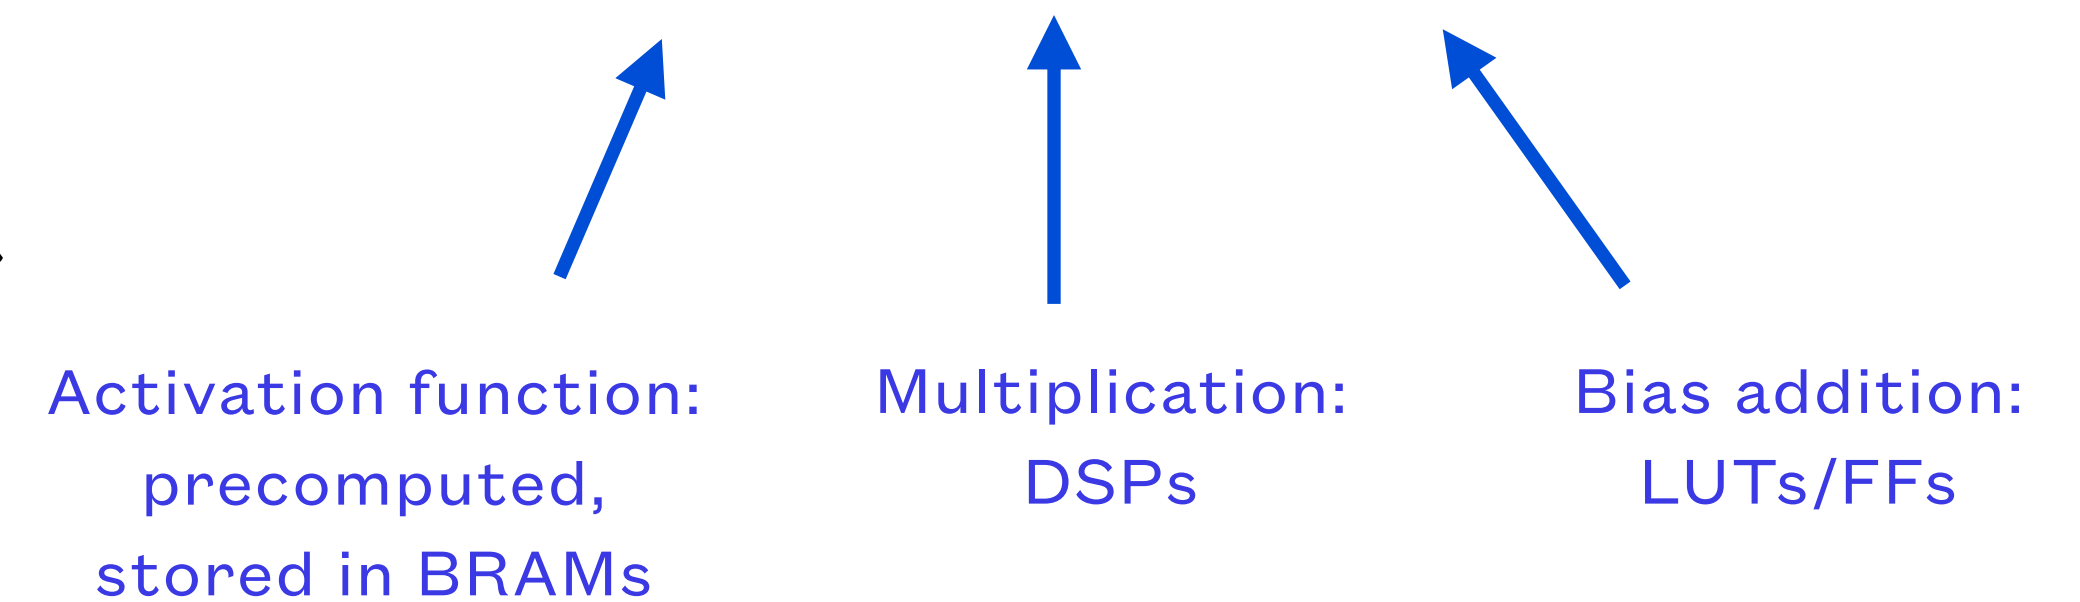 Activation function:
precomputed,
stored in BRAMs
Multiplication:
DSPs
Bias addition:
LUTs/FFs